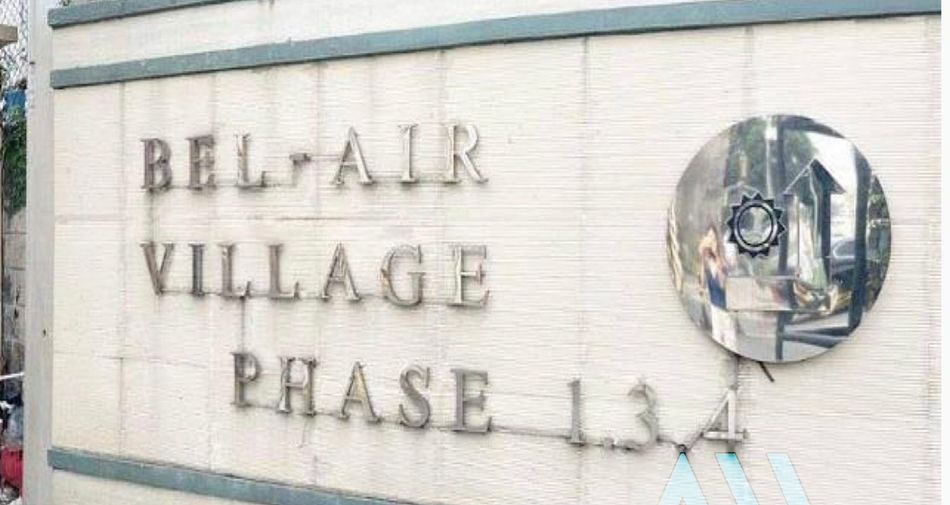 BEL-AIR
VILLAGE
PHASE 1.3.4